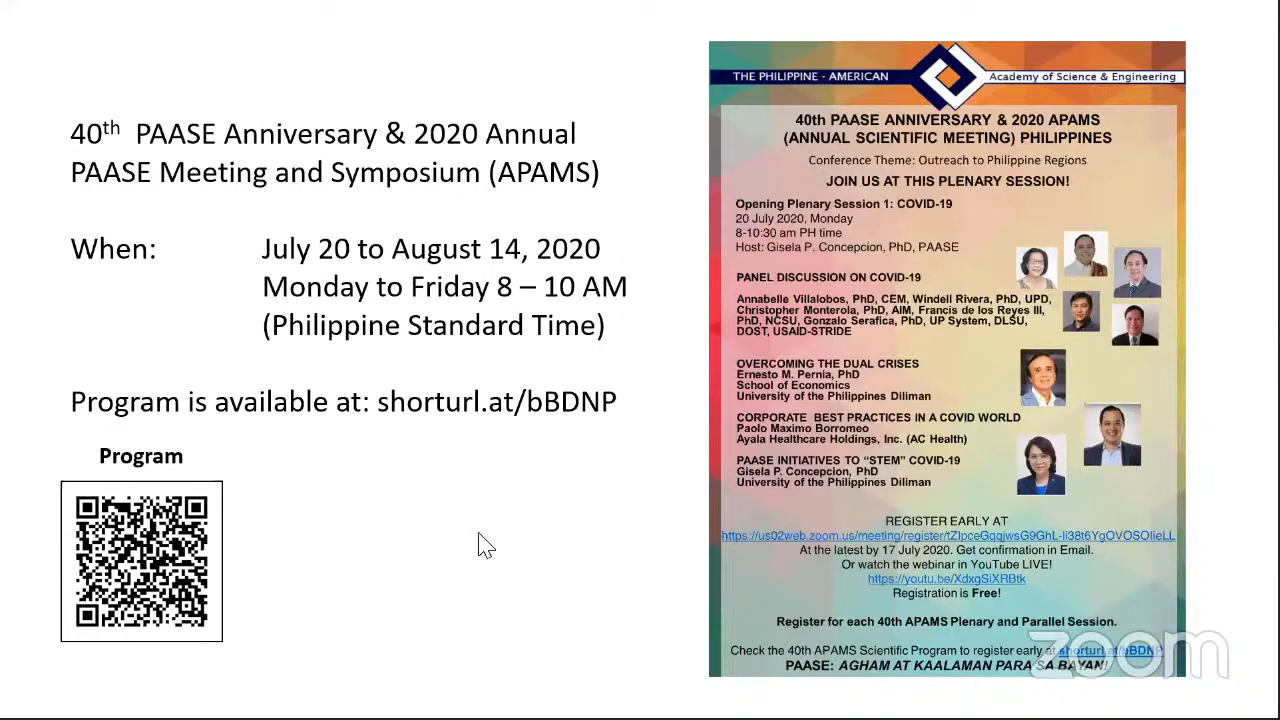 40th PAASE Anniversary & 2020 Annual
PAASE Meeting and Symposium (APAMS)
When: July 20 to August 14, 2020
Monday to Friday 8 – 10 AM
(Philippine Standard Time)
Program is available at: shorturl.at/bBDNP
Program
THE PHILIPPINE - AMERICAN Academy of Science & Engineering
40th PAASE ANNIVERSARY & 2020 APAMS
(ANNUAL SCIENTIFIC MEETING) PHILIPPINES
Conference Theme: Outreach to Philippine Regions
JOIN US AT THIS PLENARY SESSION!
Opening Plenary Session 1: COVID-19
20 July 2020, Monday
8-10:30 am PH time
Host: Gisela P. Concepcion, PhD, PAASE
PANEL DISCUSSION ON COVID-19
Annabelle Villalobos, PhD, CEM, Windell Rivera, PhD, UPD,
Christopher Monterola, PhD, AIM, Francis de los Reyes III,
PhD, NCSU, Gonzalo Serafica, PhD, UP System, DLSU,
DOST, USAID-STRIDE
OVERCOMING THE DUAL CRISES
Ernesto M. Pernia, PhD
School of Economics
University of the Philippines Diliman
CORPORATE BEST PRACTICES IN A COVID WORLD
Paolo Maximo Borromeo
Ayala Healthcare Holdings, Inc. (AC Health)
PAASE INITIATIVES TO “STEM” COVID-19
Gisela P. Concepcion, PhD
University of the Philippines Diliman
REGISTER EARLY AT
https://us02web.zoom.us/meeting/register/tZIpceGqqjwsG9GhL-li38t6YgOVOSOIieLL
At the latest by 17 July 2020. Get confirmation in Email.
Or watch the webinar in YouTube LIVE!
https://youtu.be/XdxgSiXRBtk
Registration is Free!
Register for each 40th APAMS Plenary and Parallel Session.
Check the 40th APAMS Scientific Program to register early at shorturl.at/bBDNP
PAASE: AGHAM AT KAALAMAN PARA SA BAYAN!
zoom